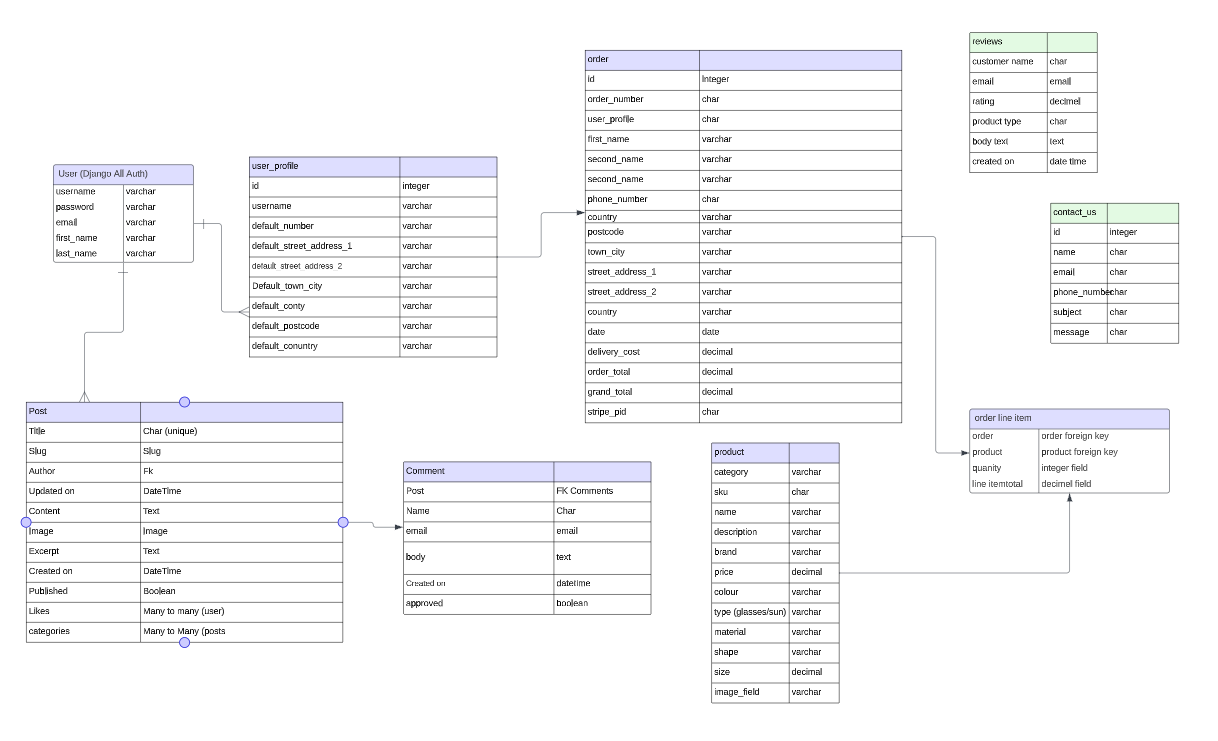 User (Django All Auth)
username varchar
password varchar
email varchar
first_name varchar
last_name varchar
user_profile
id integer
username varchar
default_number varchar
default_street_address_1 varchar
default_street_address_2 varchar
Default_town_city varchar
default_conty varchar
default_postcode varchar
default_conuntry varchar
order
id Integer
order_number char
user_profile char
first_name varchar
second_name varchar
second_name varchar
phone_number char
country varchar
postcode varchar
town_city varchar
street_address_1 varchar
street_address_2 varchar
country varchar
date date
delivery_cost decimal
order_total decimal
grand_total decimal
stripe_pid char
reviews
customer name char
email email
rating decimel
product type char
body text text
created on date time
contact_us
id integer
name char
email char
phone_number char
subject char
message char
Post
Title Char (unique)
Slug Slug
Author Fk
Updated on DateTime
Content Text
Image Image
Excerpt Text
Created on DateTime
Published Boolean
Likes Many to many (user)
categories Many to Many (posts
Comment
Post FK Comments
Name Char
email email
body text
Created on datetime
approved boolean
product
category varchar
sku char
name varchar
description varchar
brand varchar
price decimal
colour varchar
type (glasses/sun) varchar
material varchar
shape varchar
size decimal
image_field varchar
order line item
order order foreign key
product product foreign key
quanity integer field
line itemtotal decimel field